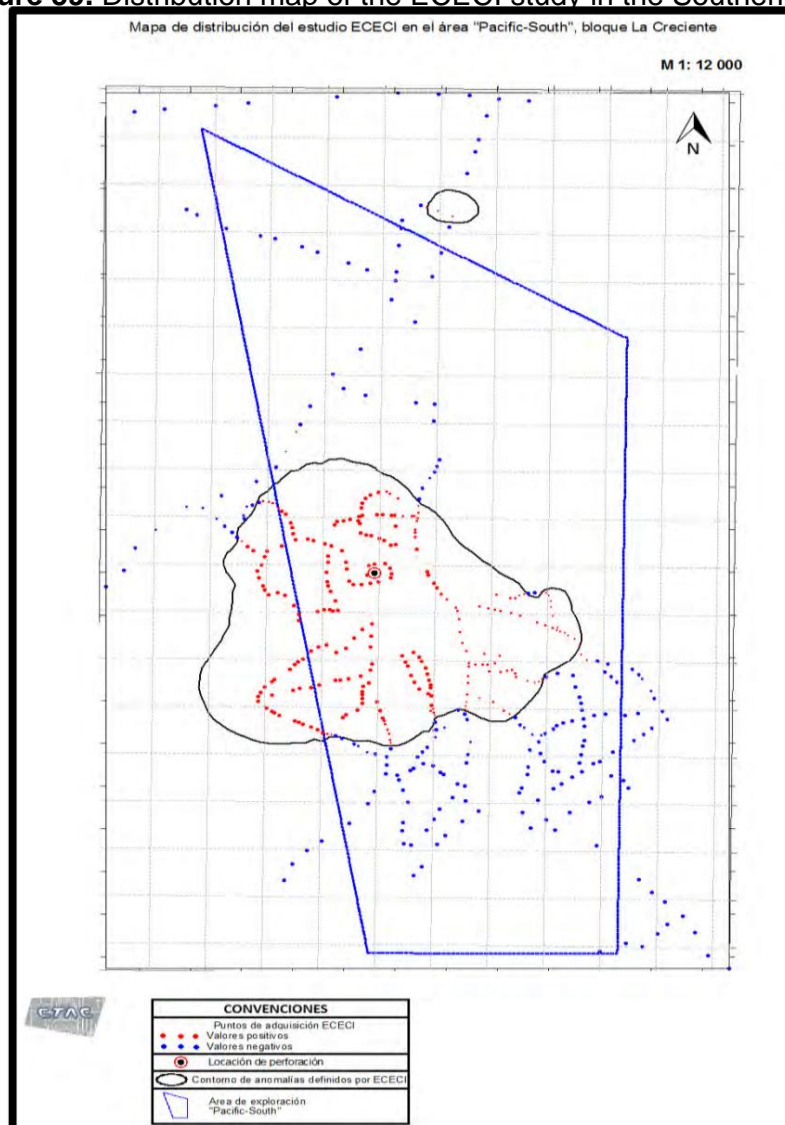 Distribution map of the ECECI study in the Southern
Mapa de distribución del estudio ECECI en el área "Pacific-South", bloque La Creciente
M 1: 12 000
N
CONVENCIONES
Puntos de adquisición ECECI
Valores positivos
Valores negativos
Locación de perforación
Contorno de anomalías definidos por ECECI
Area de exploración
"Pacific-South"